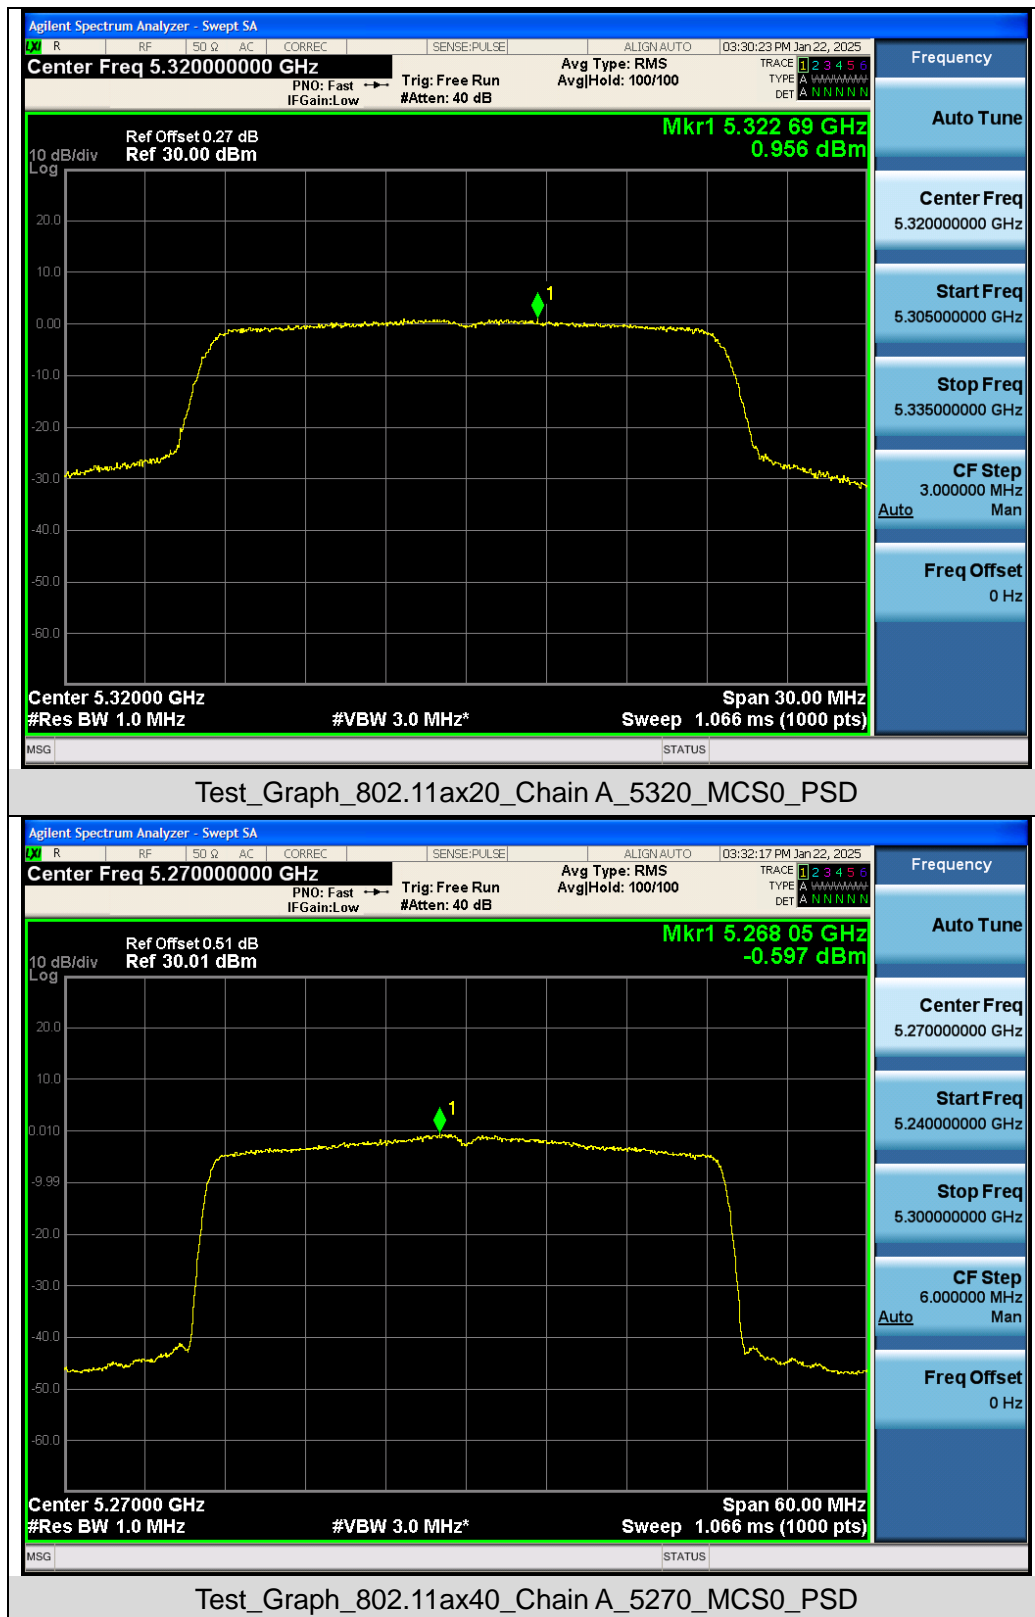 Agilent Spectrum Analyzer - Swept SA
LXI R RF 50 Ω AC CORREC SENSE:PULSE ALIGN AUTO 03:30:23 PM Jan 22, 2025
Center Freq 5.320000000 GHz
PNO: Fast
IFGain:Low
Trig: Free Run
#Atten: 40 dB
Avg Type: RMS
Avg|Hold: 100/100
TRACE 1 2 3 4 5 6
TYPE A WWWWW
DET A N N N N N
Frequency
Auto Tune
Center Freq
5.320000000 GHz
Start Freq
5.305000000 GHz
Stop Freq
5.335000000 GHz
CF Step
3.000000 MHz
Auto Man
Freq Offset
0 Hz
Mkr1 5.322 69 GHz
0.956 dBm
Ref Offset 0.27 dB
10 dB/div Ref 30.00 dBm
Log
20.0
10.0
1
0.00
-10.0
-20.0
-30.0
-40.0
-50.0
-60.0
Center 5.32000 GHz Span 30.00 MHz
#Res BW 1.0 MHz #VBW 3.0 MHz* Sweep 1.066 ms (1000 pts)
MSG STATUS
Test_Graph_802.11ax20_Chain A_5320_MCS0_PSD
Agilent Spectrum Analyzer - Swept SA
LXI R RF 50 Ω AC CORREC SENSE:PULSE ALIGN AUTO 03:32:17 PM Jan 22, 2025
Center Freq 5.270000000 GHz
PNO: Fast
IFGain:Low
Trig: Free Run
#Atten: 40 dB
Avg Type: RMS
Avg|Hold: 100/100
TRACE 1 2 3 4 5 6
TYPE A WWWWW
DET A N N N N N
Frequency
Auto Tune
Center Freq
5.270000000 GHz
Start Freq
5.240000000 GHz
Stop Freq
5.300000000 GHz
CF Step
6.000000 MHz
Auto Man
Freq Offset
0 Hz
Mkr1 5.268 05 GHz
-0.597 dBm
Ref Offset 0.51 dB
10 dB/div Ref 30.01 dBm
Log
20.0
10.0
1
0.010
-9.99
-20.0
-30.0
-40.0
-50.0
-60.0
Center 5.27000 GHz Span 60.00 MHz
#Res BW 1.0 MHz #VBW 3.0 MHz* Sweep 1.066 ms (1000 pts)
MSG STATUS
Test_Graph_802.11ax40_Chain A_5270_MCS0_PSD